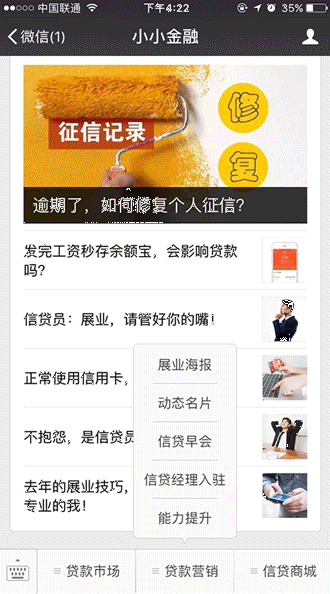 中国联通
下午4:22
35%
微信(1)
小小金融
征信记录
修
复
逾期了，如何修复个人征信？
发完工资秒存余额宝，会影响贷款
吗？
信贷员：展业，请管好你的嘴！
正常使用信用卡，
不抱怨，是信贷员
去年的展业技巧，
专业的我！
展业海报
动态名片
信贷早会
信贷经理入驻
能力提升
贷款市场
贷款营销
信贷商城